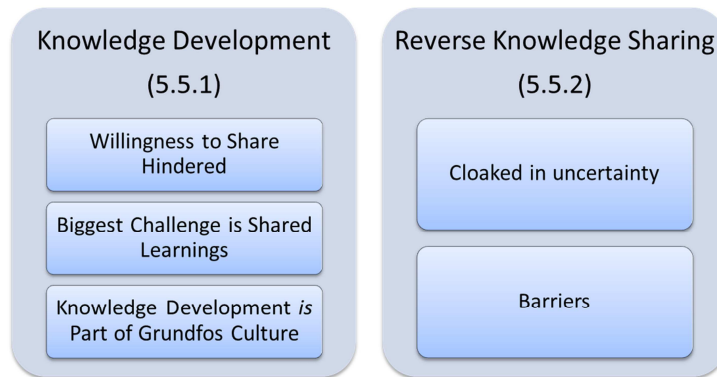 Knowledge Development
(5.5.1)
Willingness to Share
Hindered
Biggest Challenge is Shared
Learnings
Knowledge Development is
Part of Grundfos Culture
Reverse Knowledge Sharing
(5.5.2)
Cloaked in uncertainty
Barriers